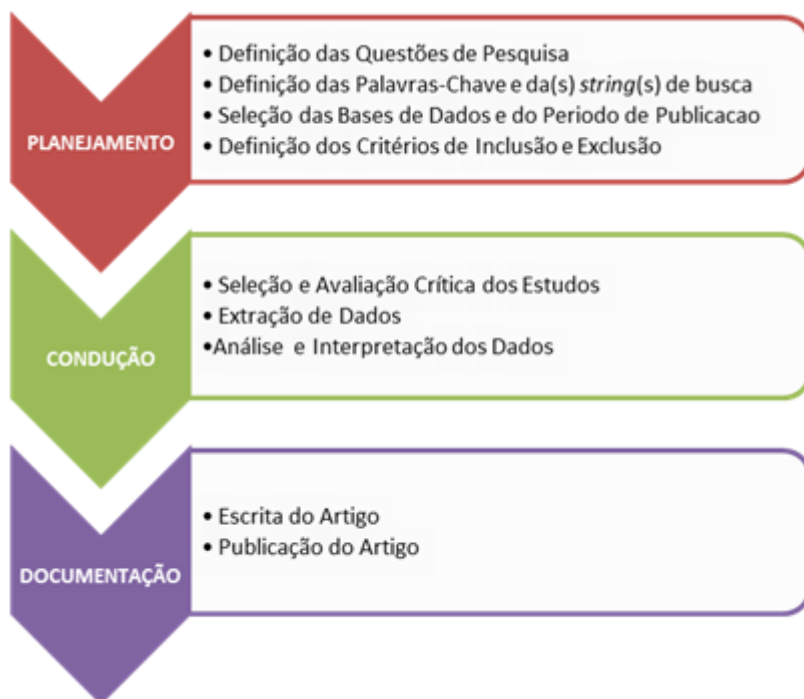 PLANEJAMENTO
• Definição das Questões de Pesquisa
• Definição das Palavras-Chave e da(s) string(s) de busca
• Seleção das Bases de Dados e do Periodo de Publicacao
• Definição dos Critérios de Inclusão e Exclusão
CONDUÇÃO
• Seleção e Avaliação Crítica dos Estudos
• Extração de Dados
•Análise e Interpretação dos Dados
DOCUMENTAÇÃO
• Escrita do Artigo
• Publicação do Artigo